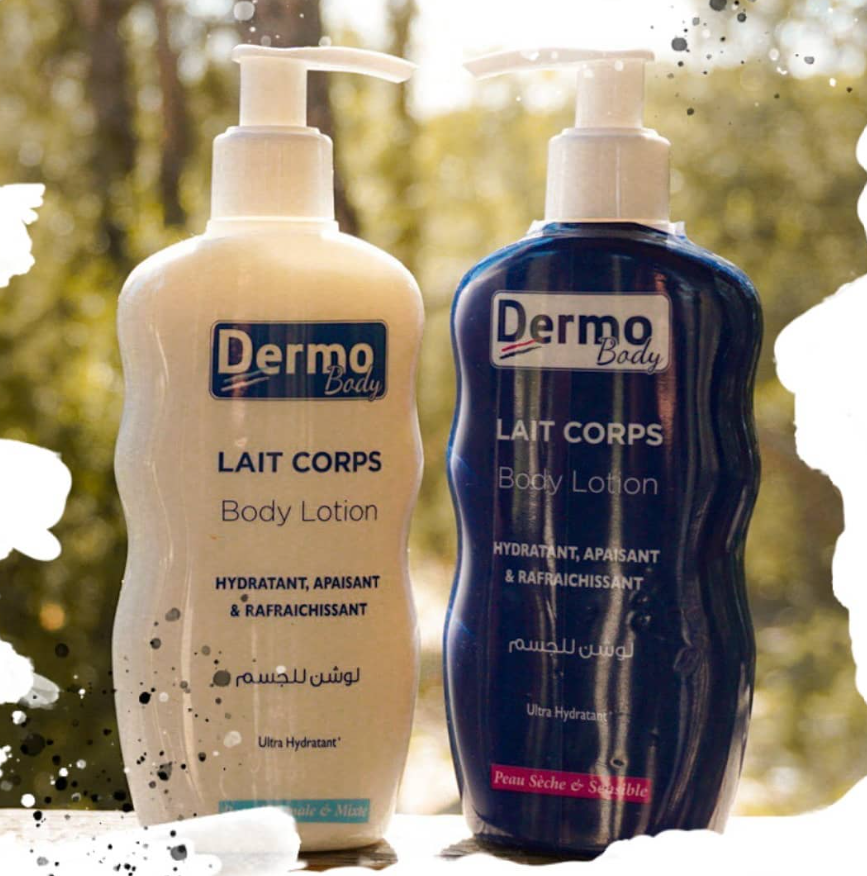 Dermo
Body
LAIT CORPS
Body Lotion
HYDRATANT, APAISANT
& RAFRAICHISSANT
لوشن للجسم
Ultra Hydratant*
& Mixte
Dermo
Body
LAIT CORPS
Body Lotion
HYDRATANT, APAISANT
& RAFRAICHISSANT
لوشن للجسم
Ultra Hydratant*
Peau Sèche & Sensible